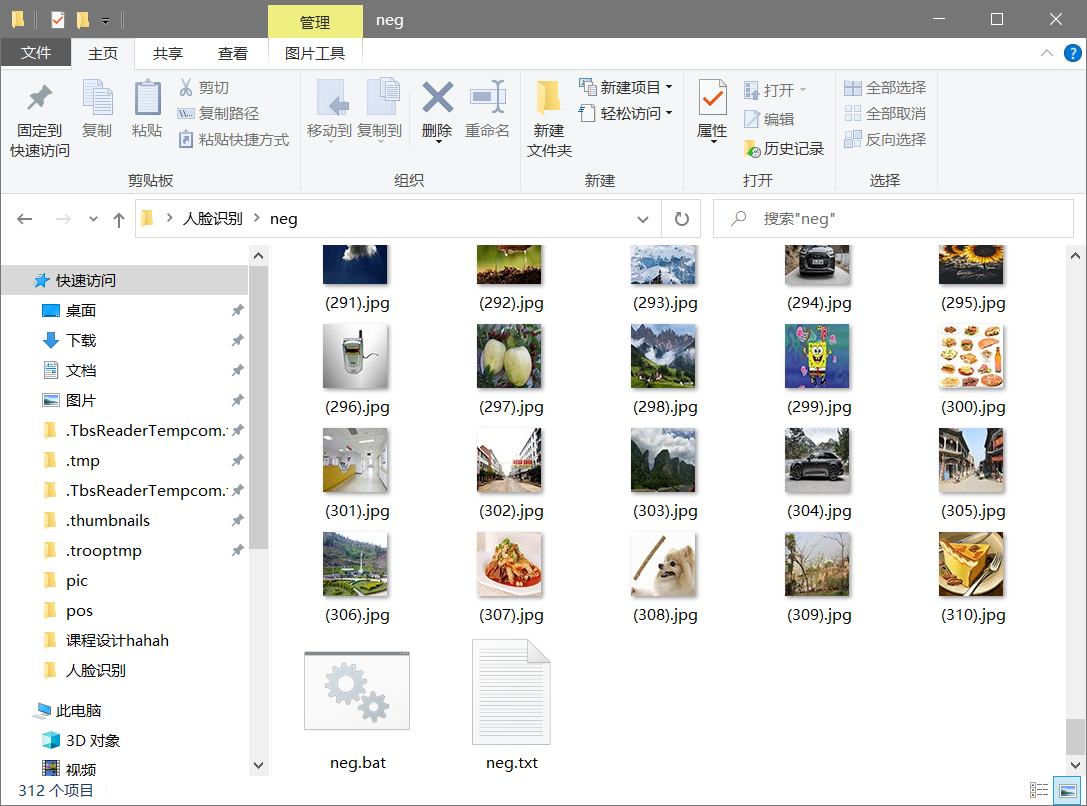 管理
neg
文件
主页
共享
查看
图片工具
固定到
快速访问
复制
粘贴
剪切
复制路径
粘贴快捷方式
剪贴板
移动到
复制到
删除
重命名
组织
新建
文件夹
新建项目
轻松访问
新建
属性
打开
编辑
历史记录
打开
全部选择
全部取消
反向选择
选择
人脸识别
neg
搜索"neg"
快速访问
桌面
下载
文档
图片
.TbsReaderTempcom.
.tmp
.TbsReaderTempcom.
.thumbnails
.trooptmp
pic
pos
课程设计hahah
人脸识别
此电脑
3D 对象
视频
(291).jpg
(292).jpg
(293).jpg
(294).jpg
(295).jpg
(296).jpg
(297).jpg
(298).jpg
(299).jpg
(300).jpg
(301).jpg
(302).jpg
(303).jpg
(304).jpg
(305).jpg
(306).jpg
(307).jpg
(308).jpg
(309).jpg
(310).jpg
neg.bat
neg.txt
312 个项目